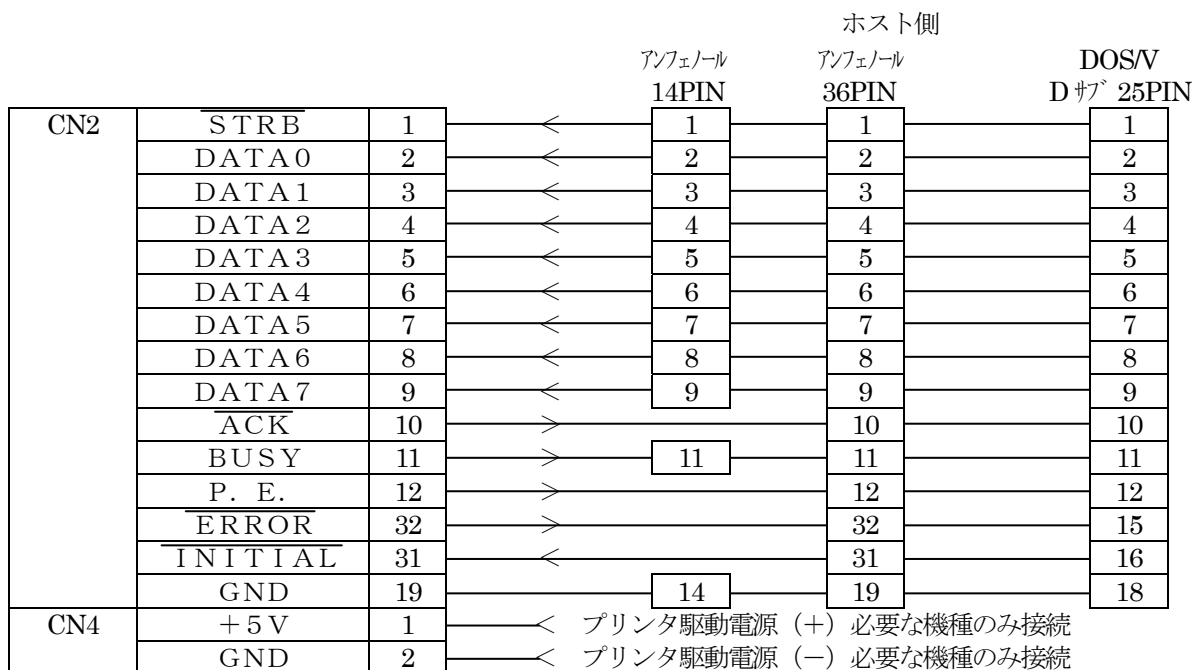 ホスト側
アンフェノール アンフェノール DOS/V
14PIN 36PIN Dサブ 25PIN
CN2 STRB 1 1 1 1
DATA0 2 2 2 2
DATA1 3 3 3 3
DATA2 4 4 4 4
DATA3 5 5 5 5
DATA4 6 6 6 6
DATA5 7 7 7 7
DATA6 8 8 8 8
DATA7 9 9 9 9
ACK 10 10 10
BUSY 11 11 11 11
P. E. 12 12 12
ERROR 32 32 15
INITIAL 31 31 16
GND 19 14 19 18
CN4 +5V 1 プリンタ駆動電源（+）必要な機種のみ接続
GND 2 プリンタ駆動電源（−）必要な機種のみ接続